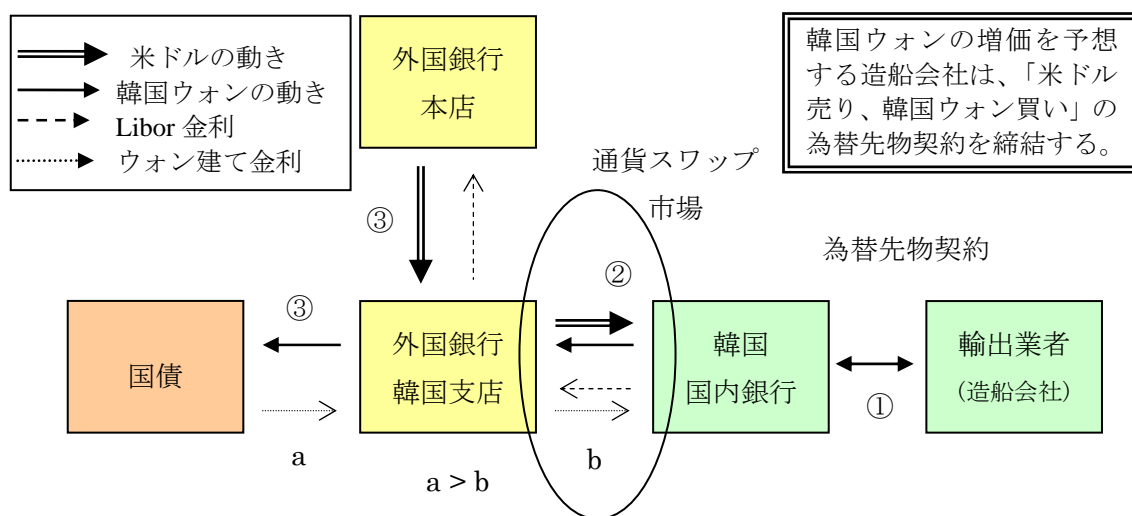 米ドルの動き
韓国ウォンの動き
Libor 金利
ウォン建て金利
外国銀行
本店
韓国ウォンの増価を予想
する造船会社は、「米ドル
売り、韓国ウォン買い」の
為替先物契約を締結する。
通貨スワップ
市場
③
為替先物契約
②
③
国債
外国銀行
韓国支店
韓国
国内銀行
輸出業者
(造船会社)
①
a
b
a > b